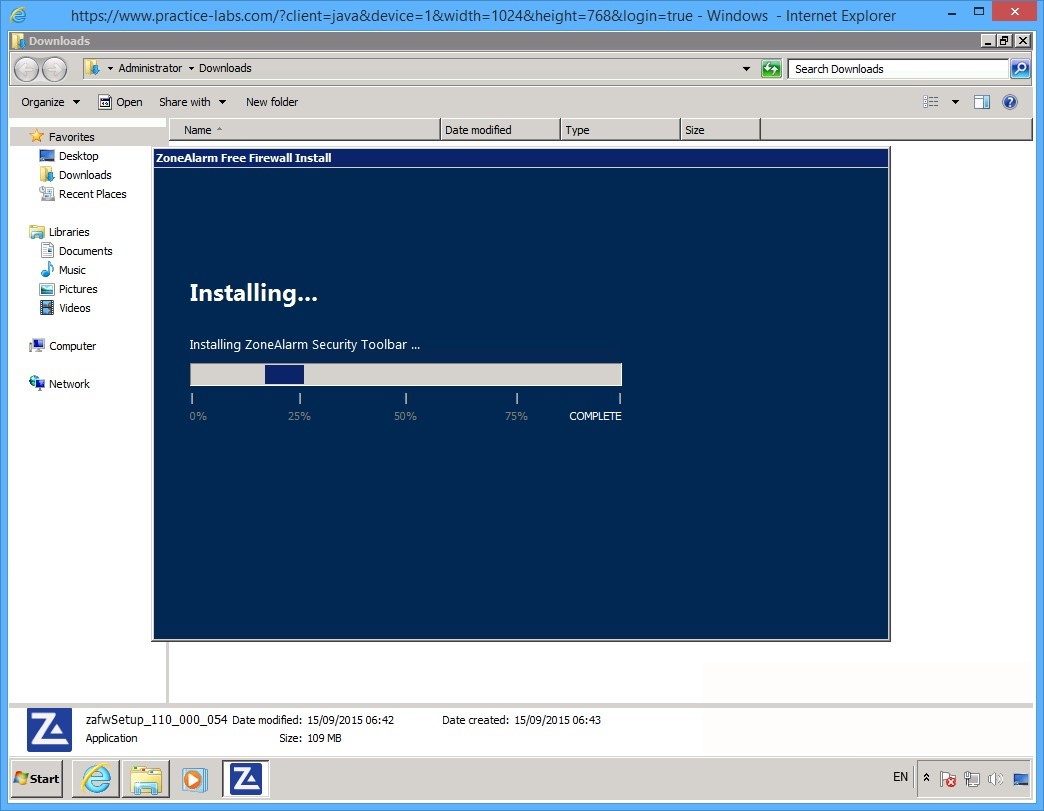 https://www.practice-labs.com/?client=java&device=1&width=1024&height=768&login=true - Windows - Internet Explorer
Downloads
Administrator Downloads Search Downloads
Organize Open Share with New folder
Name Date modified Type Size
Favorites
Desktop
Downloads
Recent Places
Libraries
Documents
Music
Pictures
Videos
Computer
Network
ZoneAlarm Free Firewall Install
Installing...
Installing ZoneAlarm Security Toolbar ...
0% 25% 50% 75% COMPLETE
zafwSetup_110_000_054 Date modified: 15/09/2015 06:42 Date created: 15/09/2015 06:43
Application Size: 109 MB
Start EN